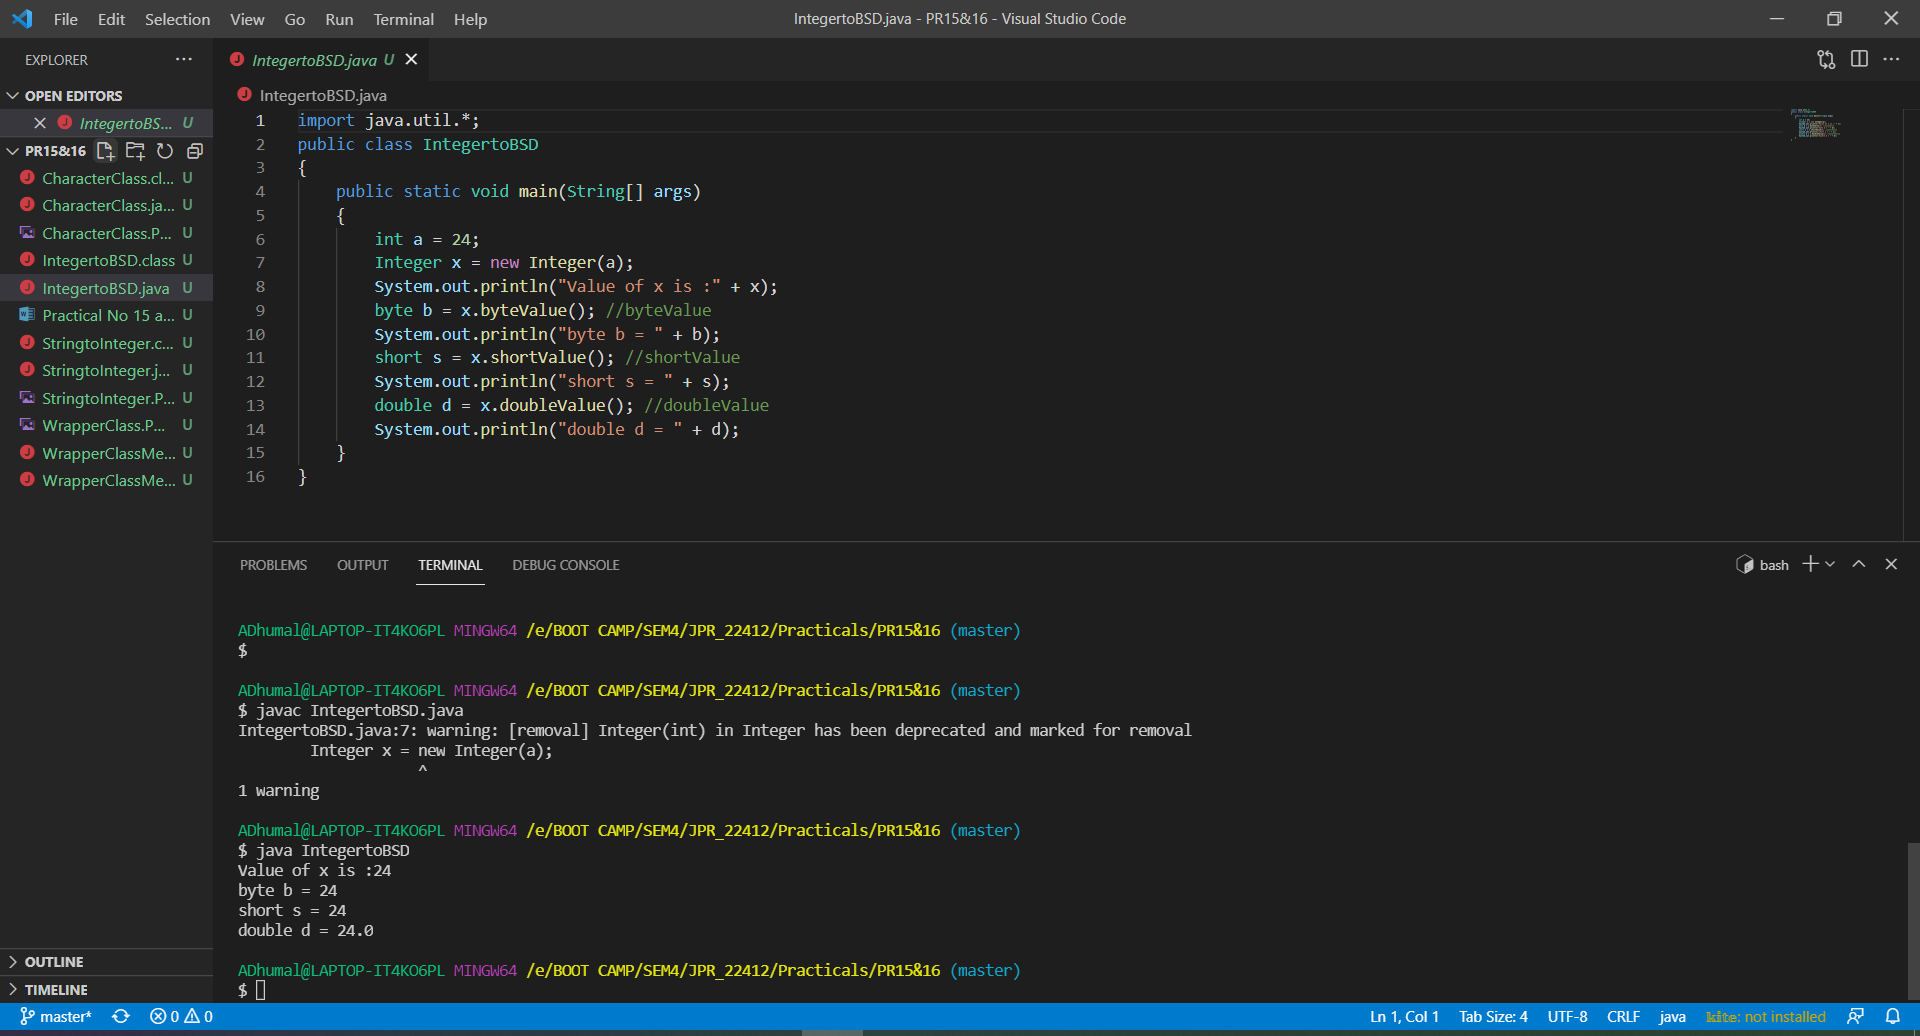 File Edit Selection View Go Run Terminal Help
IntegertoBSD.java - PR15&16 - Visual Studio Code
EXPLORER
OPEN EDITORS
IntegertoBS... U
PR15&16
CharacterClass.cl... U
CharacterClass.ja... U
CharacterClass.P... U
IntegertoBSD.class U
IntegertoBSD.java U
Practical No 15 a... U
StringtoInteger.c... U
StringtoInteger.j... U
StringtoInteger.P... U
WrapperClass.P... U
WrapperClassMe... U
WrapperClassMe... U
OUTLINE
TIMELINE
IntegertoBSD.java U
IntegertoBSD.java
1 import java.util.*;
2 public class IntegertoBSD
3 {
4 public static void main(String[] args)
5 {
6 int a = 24;
7 Integer x = new Integer(a);
8 System.out.println("Value of x is :" + x);
9 byte b = x.byteValue(); //byteValue
10 System.out.println("byte b = " + b);
11 short s = x.shortValue(); //shortValue
12 System.out.println("short s = " + s);
13 double d = x.doubleValue(); //doubleValue
14 System.out.println("double d = " + d);
15 }
16 }
PROBLEMS OUTPUT TERMINAL DEBUG CONSOLE
bash
ADhumal@LAPTOP-IT4KO6PL MINGW64 /e/BOOT CAMP/SEM4/JPR_22412/Practicals/PR15&16 (master)
$
ADhumal@LAPTOP-IT4KO6PL MINGW64 /e/BOOT CAMP/SEM4/JPR_22412/Practicals/PR15&16 (master)
$ javac IntegertoBSD.java
IntegertoBSD.java:7: warning: [removal] Integer(int) in Integer has been deprecated and marked for removal
Integer x = new Integer(a);
^
1 warning
ADhumal@LAPTOP-IT4KO6PL MINGW64 /e/BOOT CAMP/SEM4/JPR_22412/Practicals/PR15&16 (master)
$ java IntegertoBSD
Value of x is :24
byte b = 24
short s = 24
double d = 24.0
ADhumal@LAPTOP-IT4KO6PL MINGW64 /e/BOOT CAMP/SEM4/JPR_22412/Practicals/PR15&16 (master)
$
master* 0 0 Ln 1, Col 1 Tab Size: 4 UTF-8 CRLF java kite: not installed